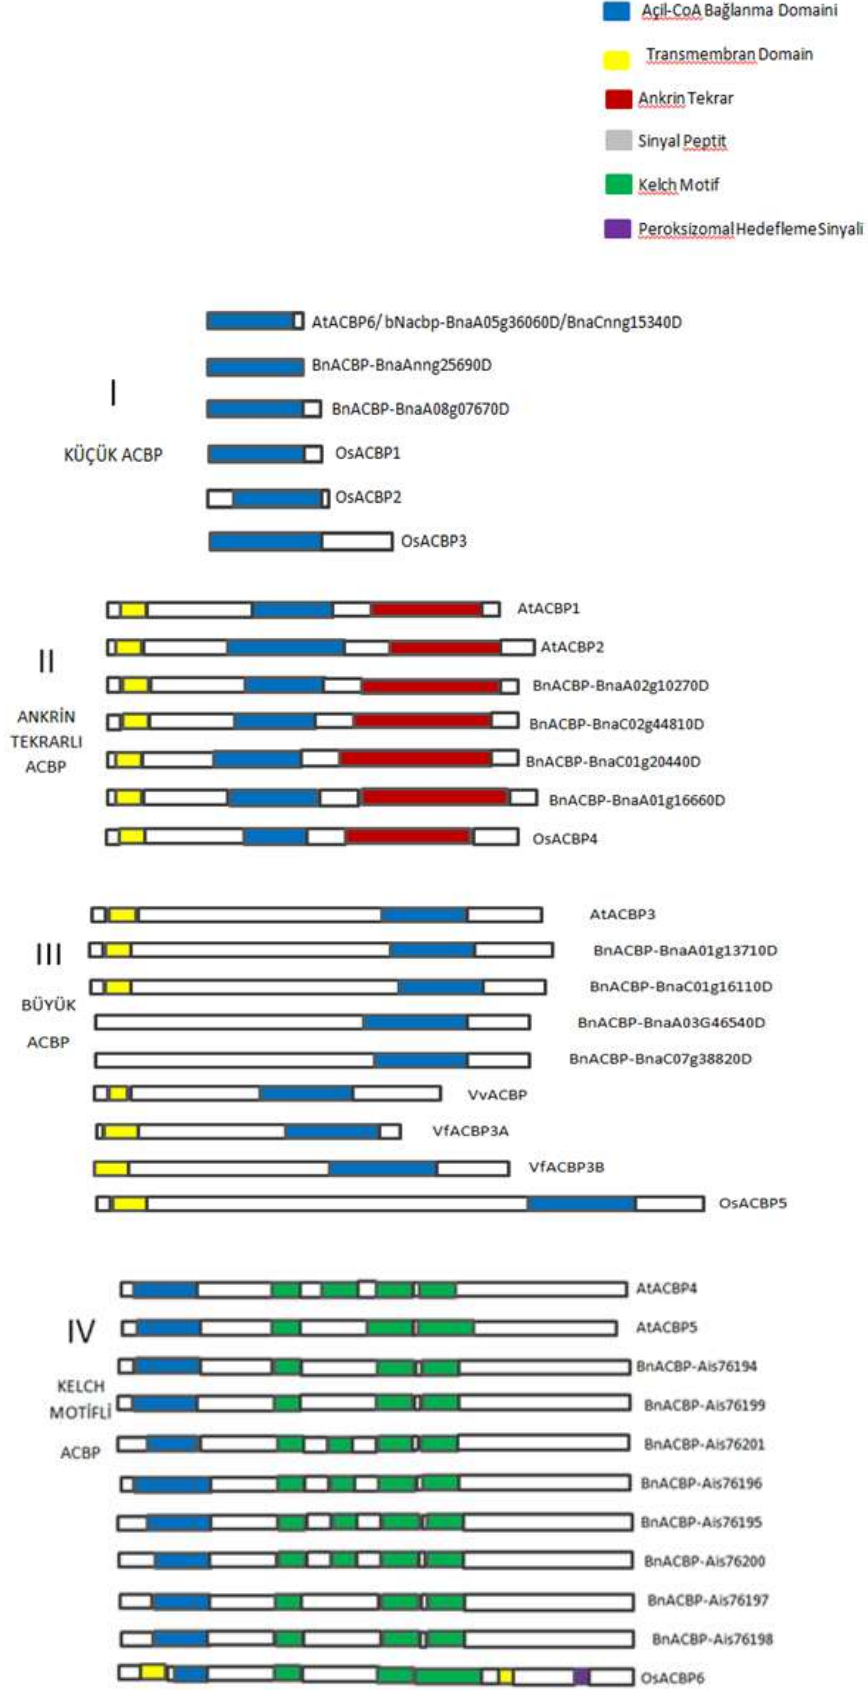 Açil-CoA Bağlanma Domaini
Transmembran Domain
Ankrin Tekrar
Sinyal Peptit
Kelch Motif
Peroksizomal Hedefleme Sinyali
AtACBP6/ bNacbp-BnaA05g36060D/BnaCnng15340D
BnACBP-BnaAnng25690D
I
BnACBP-BnaA08g07670D
KÜÇÜK ACBP
OsACBP1
OsACBP2
OsACBP3
AtACBP1
AtACBP2
II
BnACBP-BnaA02g10270D
ANKRİN
TEKRARLI
ACBP
BnACBP-BnaC02g44810D
BnACBP-BnaC01g20440D
BnACBP-BnaA01g16660D
OsACBP4
AtACBP3
III
BnACBP-BnaA01g13710D
BÜYÜK
ACBP
BnACBP-BnaC01g16110D
BnACBP-BnaA03G46540D
BnACBP-BnaC07g38820D
VvACBP
VfACBP3A
VfACBP3B
OsACBP5
AtACBP4
IV
AtACBP5
KELCH
MOTİFLİ
ACBP
BnACBP-Ais76194
BnACBP-Ais76199
BnACBP-Ais76201
BnACBP-Ais76196
BnACBP-Ais76195
BnACBP-Ais76200
BnACBP-Ais76197
BnACBP-Ais76198
OsACBP6